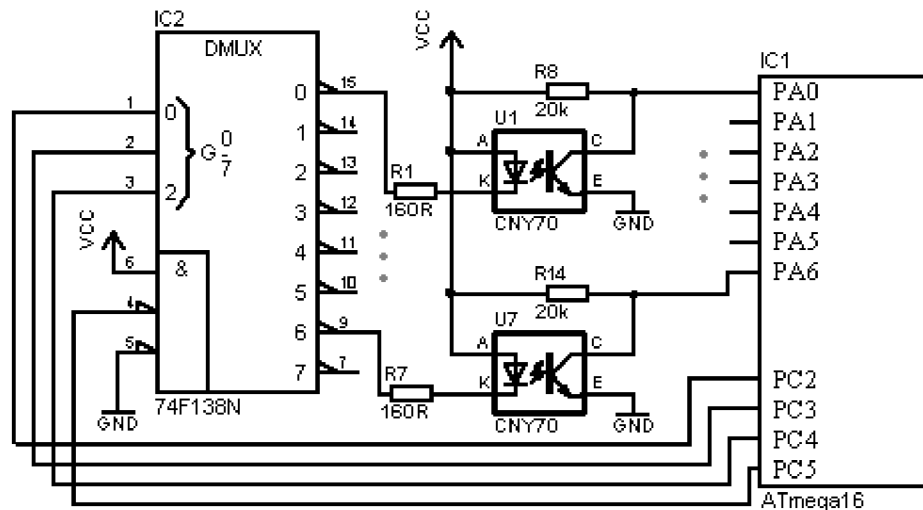 IC2
DMUX
0
2
G 0
7
&
0
1
2
3
4
5
6
7
15
14
13
12
11
10
9
7
1
2
3
6
4
5
VCC
GND
74F138N
R1
160R
R7
160R
VCC
R8
20k
U1
A
K
C
E
CNY70
GND
R14
20k
U7
A
K
C
E
CNY70
GND
IC1
PA0
PA1
PA2
PA3
PA4
PA5
PA6
PC2
PC3
PC4
PC5
ATmega16